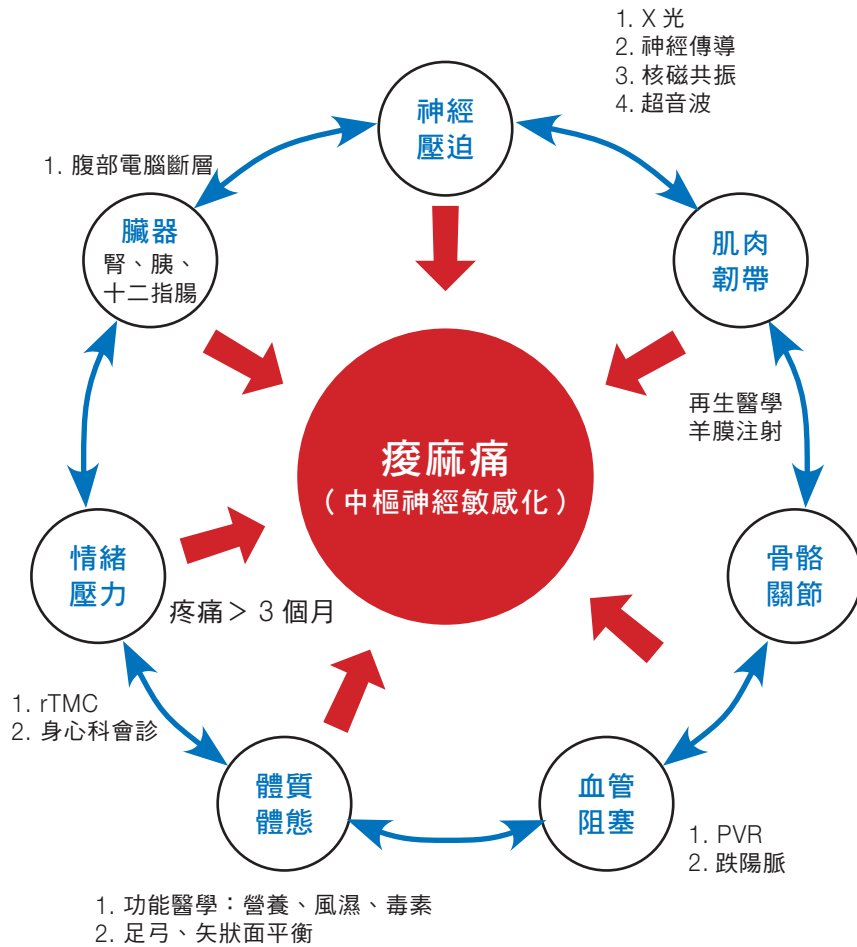 1. X 光
2. 神經傳導
3. 核磁共振
4. 超音波
神經
壓迫
1. 腹部電腦斷層
臟器
腎、胰、
十二指腸
肌肉
韌帶
再生醫學
羊膜注射
痠麻痛
（中樞神經敏感化）
情緒
壓力
骨骼
關節
疼痛＞ 3 個月
1. rTMC
2. 身心科會診
體質
體態
血管
阻塞
1. PVR
2. 跌陽脈
1. 功能醫學：營養、風濕、毒素
2. 足弓、矢狀面平衡